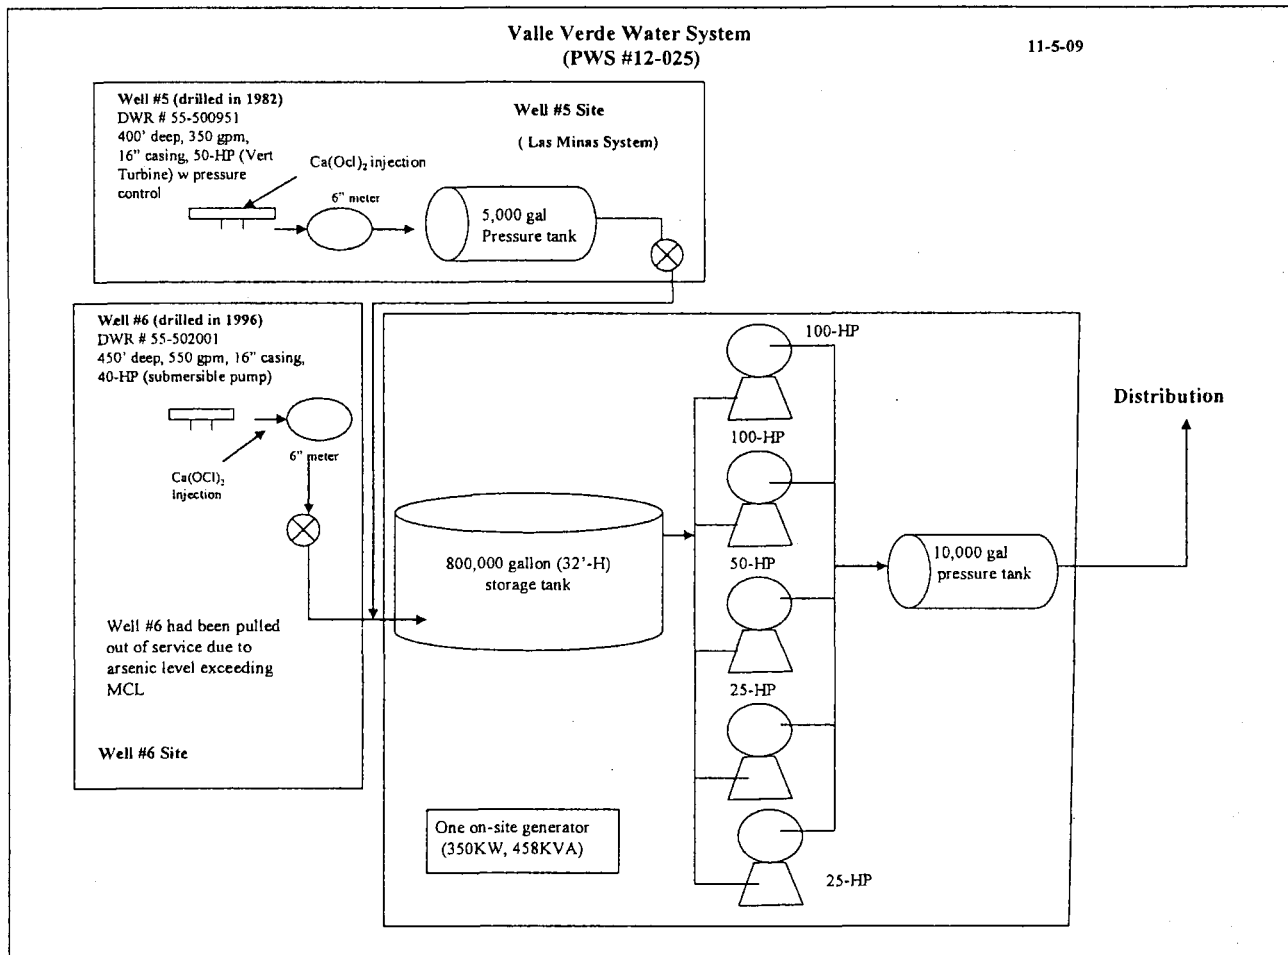 Valle Verde Water System
(PWS #12-025)
11-5-09
Well #5 (drilled in 1982)
DWR # 55-500951
400' deep, 350 gpm,
16" casing, 50-HP (Vert
Turbine) w pressure
control
Well #5 Site
( Las Minas System)
Ca(Ocl)₂ injection
6" meter
5,000 gal
Pressure tank
Well #6 (drilled in 1996)
DWR # 55-502001
450' deep, 550 gpm, 16" casing,
40-HP (submersible pump)
6" meter
Ca(OCl)₂
Injection
Well #6 had been pulled
out of service due to
arsenic level exceeding
MCL
Well #6 Site
800,000 gallon (32'-H)
storage tank
100-HP
100-HP
50-HP
25-HP
25-HP
10,000 gal
pressure tank
Distribution
One on-site generator
(350KW, 458KVA)